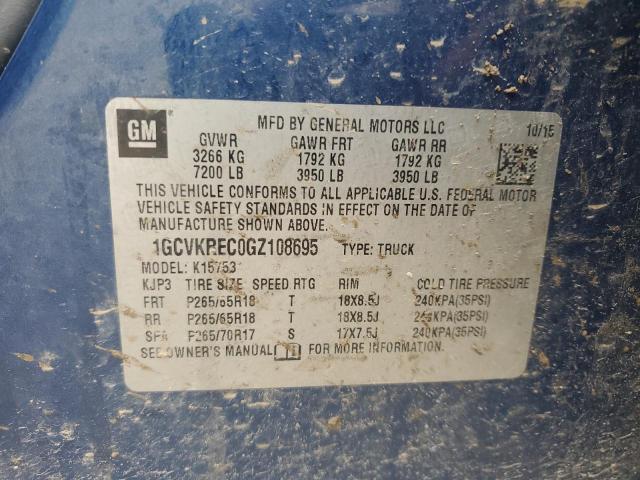 GM
MFD BY GENERAL MOTORS LLC 10/15
GVWR GAWR FRT GAWR RR
3266 KG 1792 KG 1792 KG
7200 LB 3950 LB 3950 LB
THIS VEHICLE CONFORMS TO ALL APPLICABLE U.S. FEDERAL MOTOR
VEHICLE SAFETY STANDARDS IN EFFECT ON THE DATE OF
MANUFACTURE SHOWN ABOVE.
1GCVKREC0GZ108695 TYPE: TRUCK
MODEL: K15753
KJP3 TIRE SIZE SPEED RTG RIM COLD TIRE PRESSURE
FRT P265/65R18 T 18X8.5J 240KPA(35PSI)
RR P265/65R18 T 18X8.5J 240KPA(35PSI)
SPA P265/70R17 S 17X7.5J 240KPA(35PSI)
SEE OWNER'S MANUAL FOR MORE INFORMATION.